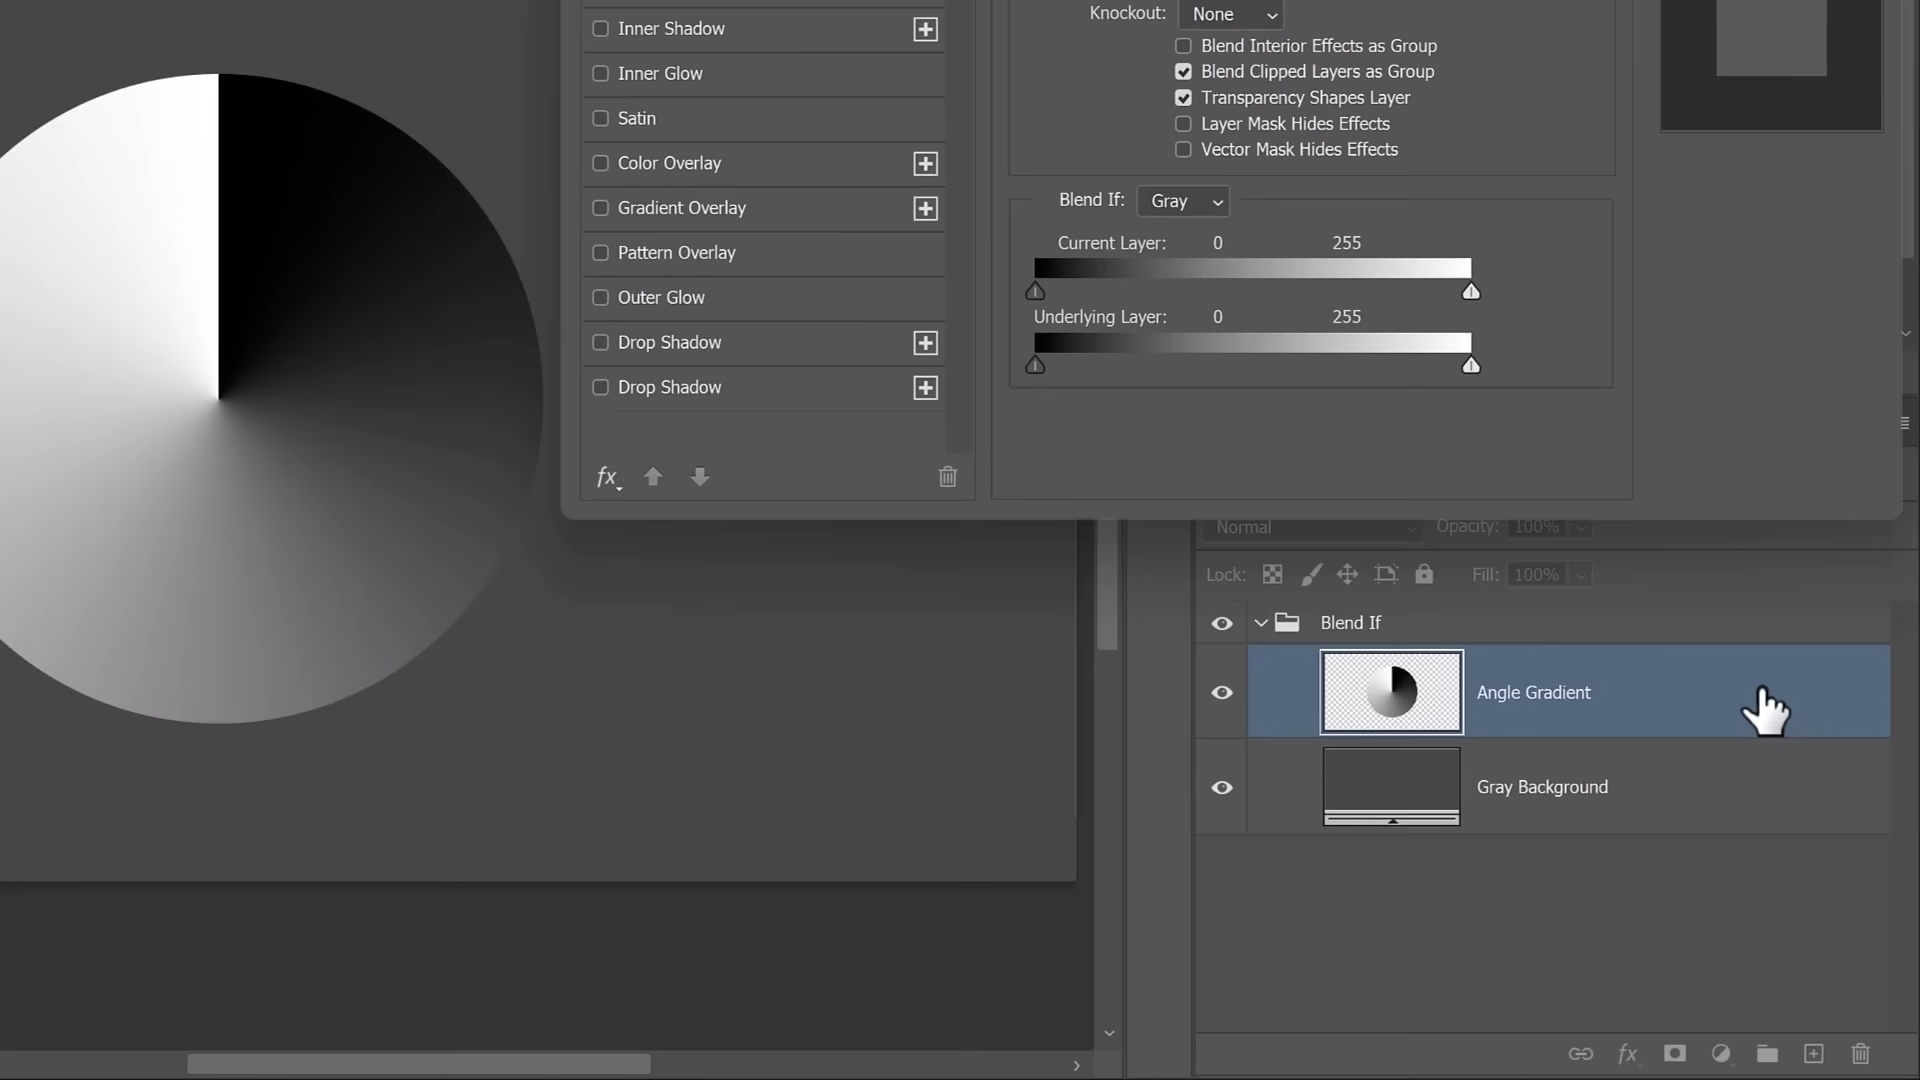 Inner Shadow
Inner Glow
Satin
Color Overlay
Gradient Overlay
Pattern Overlay
Outer Glow
Drop Shadow
Drop Shadow
fx
Knockout: None
Blend Interior Effects as Group
Blend Clipped Layers as Group
Transparency Shapes Layer
Layer Mask Hides Effects
Vector Mask Hides Effects
Blend If: Gray
Current Layer: 0 255
Underlying Layer: 0 255
Normal Opacity: 100%
Lock: Fill: 100%
Blend If
Angle Gradient
Gray Background
fx